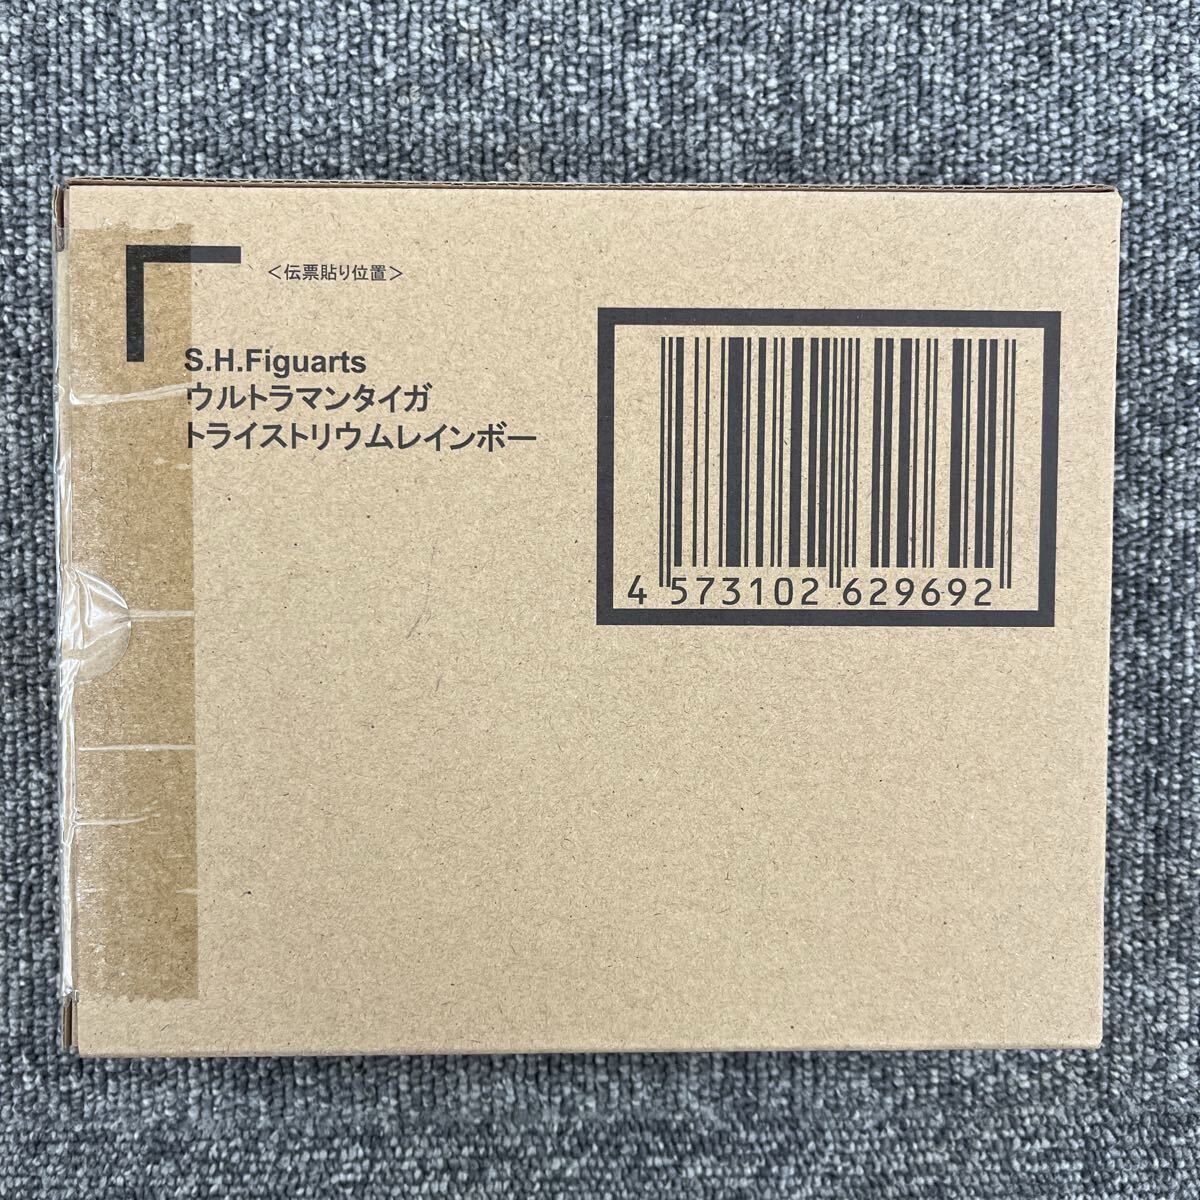 ＜伝票貼り位置＞
S.H.Figuarts
ウルトラマンタイガ
トライストリウムレインボー
4 573102 629692